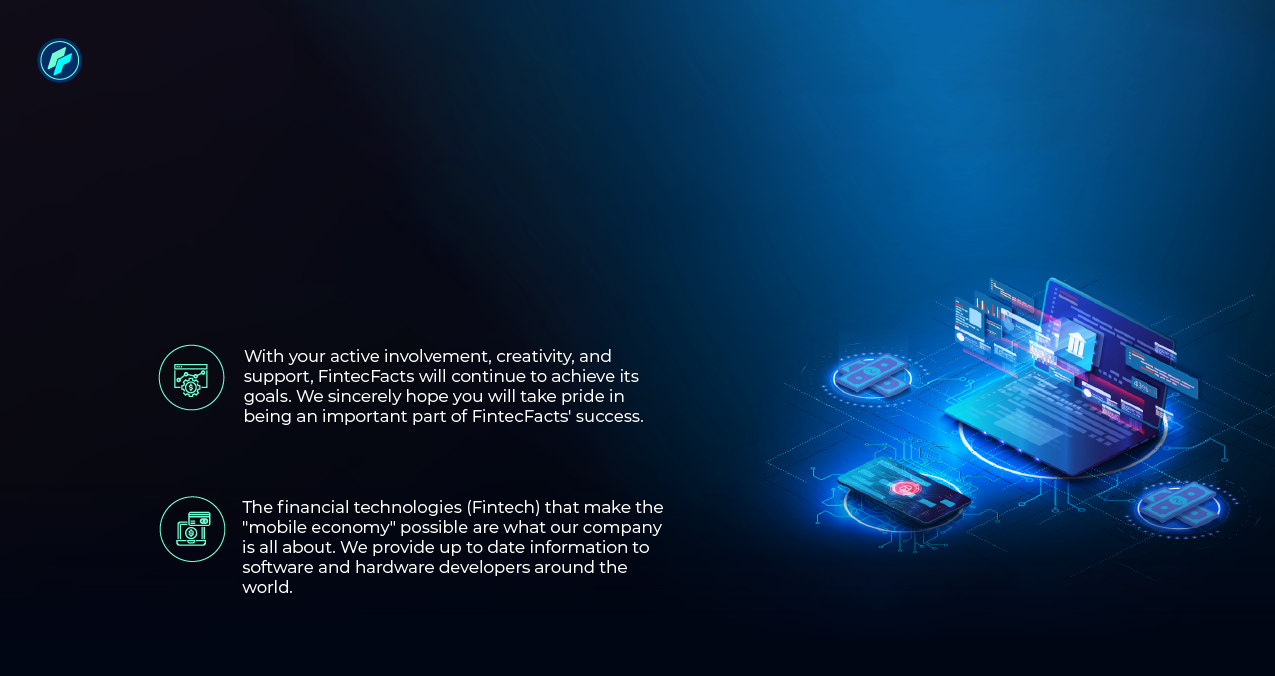 With your active involvement, creativity, and
support, FintecFacts will continue to achieve its
goals. We sincerely hope you will take pride in
being an important part of FintecFacts' success.
The financial technologies (Fintech) that make the
"mobile economy" possible are what our company
is all about. We provide up to date information to
software and hardware developers around the
world.